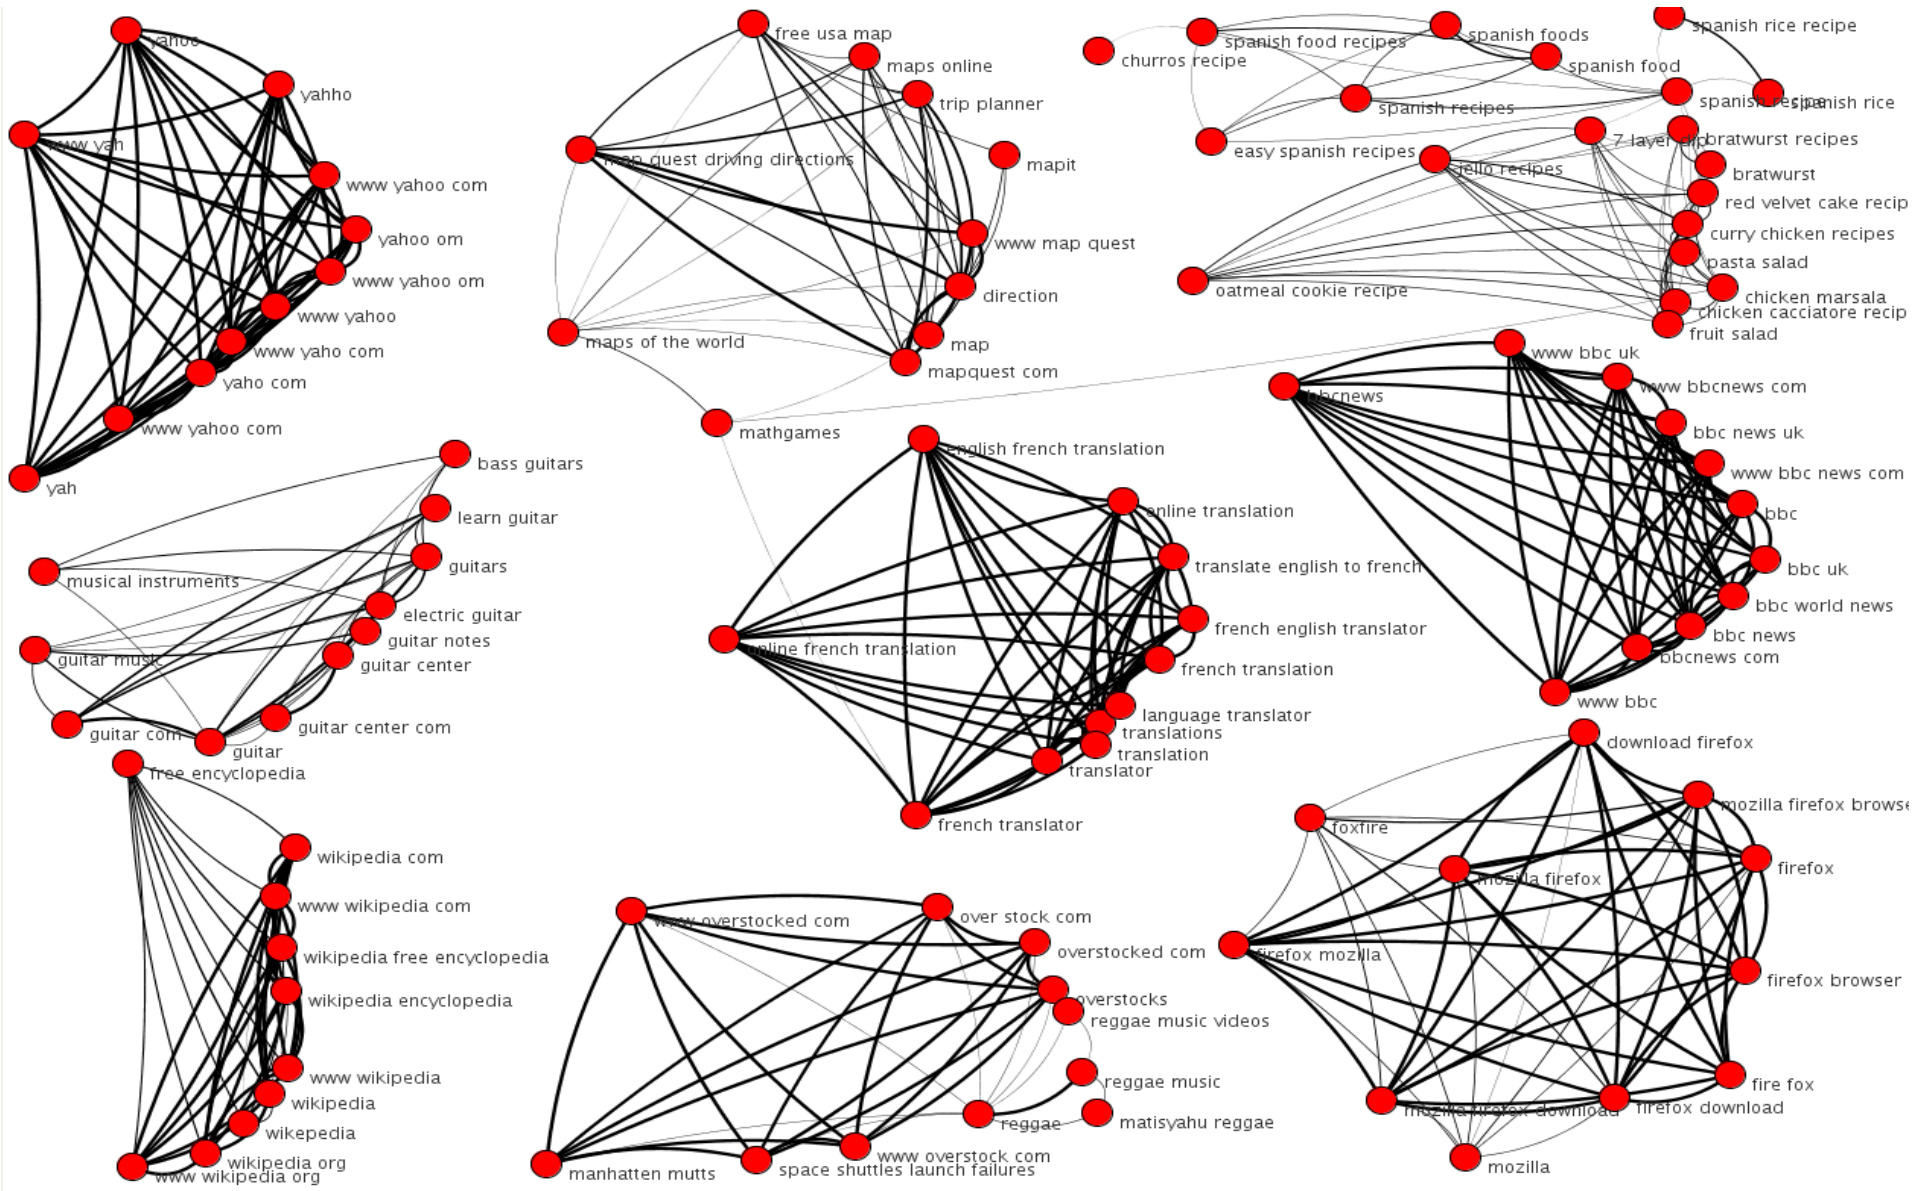 yahoo
yahho
www yah
www yahoo com
yahoo om
www yahoo om
www yahoo
www yaho com
yaho com
www yahoo com
yah
free usa map
maps online
trip planner
map quest driving directions
mapit
www map quest
direction
maps of the world
map
mapquest com
mathgames
spanish rice recipe
spanish foods
spanish food recipes
churros recipe
spanish food
spanish recipe
spanish rice
spanish recipes
easy spanish recipes
7 layer dip
bratwurst recipes
jello recipes
bratwurst
red velvet cake recip
curry chicken recipes
pasta salad
oatmeal cookie recipe
chicken marsala
chicken cacciatore recip
fruit salad
www bbc uk
bbcnews
www bbcnews com
bbc news uk
www bbc news com
bbc
bbc uk
bbc world news
bbc news
bbcnews com
www bbc
bass guitars
learn guitar
guitars
musical instruments
electric guitar
guitar notes
guitar music
guitar center
guitar center com
guitar com
guitar
english french translation
online translation
translate english to french
french english translator
online french translation
french translation
language translator
translations
translation
translator
french translator
free encyclopedia
wikipedia com
www wikipedia com
wikipedia free encyclopedia
wikipedia encyclopedia
www wikipedia
wikipedia
wikepedia
wikipedia org
www wikipedia org
www overstocked com
over stock com
overstocked com
overstocks
reggae music videos
reggae music
matisyahu reggae
reggae
www overstock com
space shuttles launch failures
manhatten mutts
download firefox
mozilla firefox browse
foxfire
firefox
mozilla firefox
firefox mozilla
firefox browser
fire fox
mozilla firefox download
firefox download
mozilla